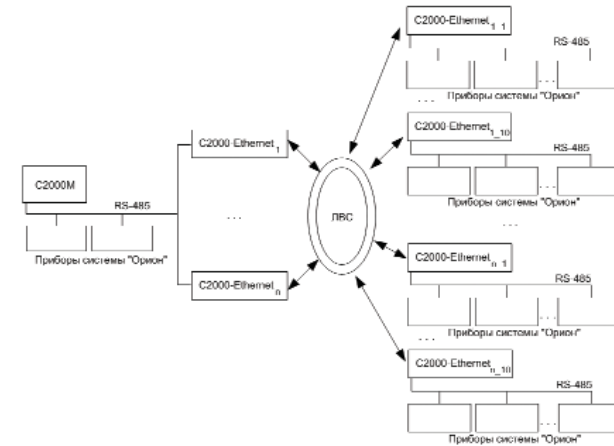 С2000-Ethernet1_1
RS-485
. . .
Приборы системы "Орион"
. . .
С2000-Ethernet1_10
RS-485
. . .
Приборы системы "Орион"
. . .
С2000-Ethernet1
С2000М
RS-485
Приборы системы "Орион"
. . .
С2000-Ethernetn
ЛВС
С2000-Ethernetn_1
RS-485
. . .
Приборы системы "Орион"
. . .
С2000-Ethernetn_10
RS-485
. . .
Приборы системы "Орион"